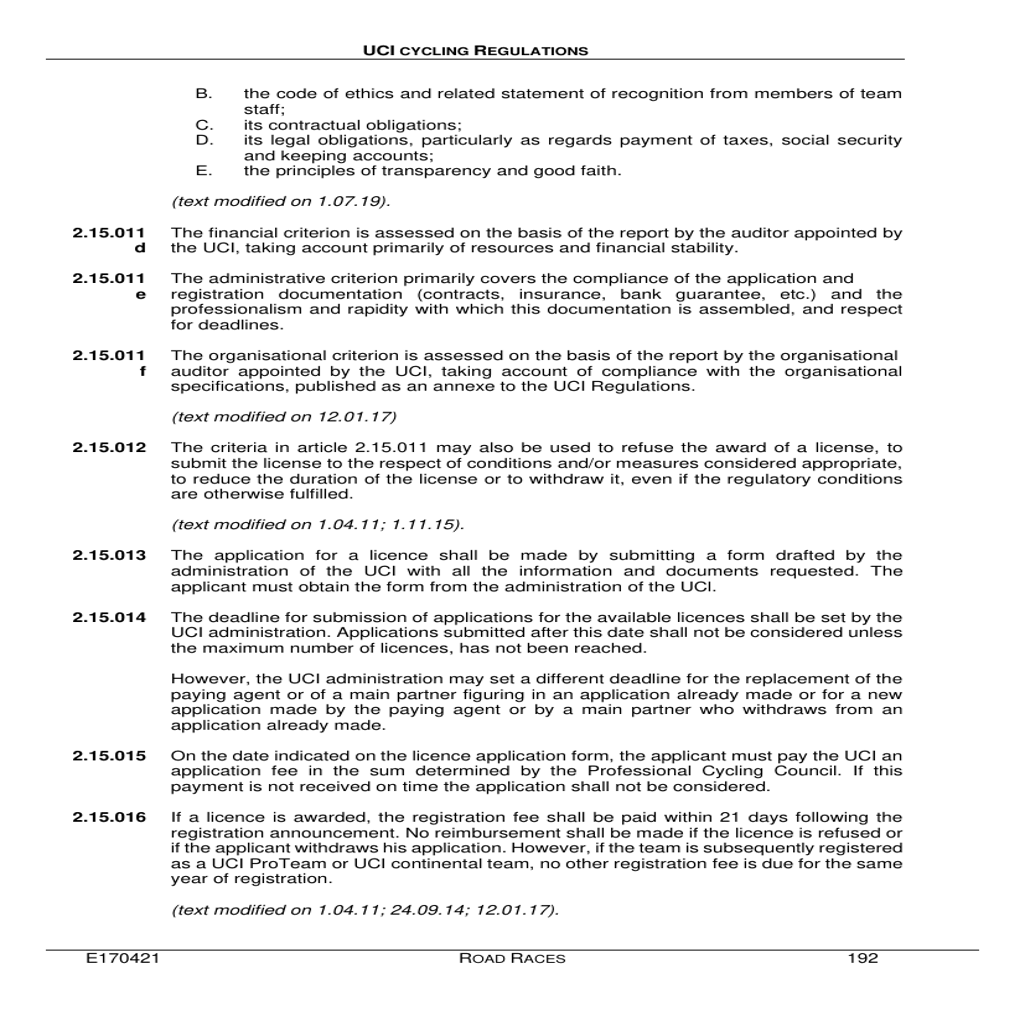 UCI CYCLING REGULATIONS
B. the code of ethics and related statement of recognition from members of team
staff;
C. its contractual obligations;
D. its legal obligations, particularly as regards payment of taxes, social security
and keeping accounts;
E. the principles of transparency and good faith.
(text modified on 1.07.19).
2.15.011 The financial criterion is assessed on the basis of the report by the auditor appointed by
d the UCI, taking account primarily of resources and financial stability.
2.15.011 The administrative criterion primarily covers the compliance of the application and
e registration documentation (contracts, insurance, bank guarantee, etc.) and the
professionalism and rapidity with which this documentation is assembled, and respect
for deadlines.
2.15.011 The organisational criterion is assessed on the basis of the report by the organisational
f auditor appointed by the UCI, taking account of compliance with the organisational
specifications, published as an annexe to the UCI Regulations.
(text modified on 12.01.17)
2.15.012 The criteria in article 2.15.011 may also be used to refuse the award of a license, to
submit the license to the respect of conditions and/or measures considered appropriate,
to reduce the duration of the license or to withdraw it, even if the regulatory conditions
are otherwise fulfilled.
(text modified on 1.04.11; 1.11.15).
2.15.013 The application for a licence shall be made by submitting a form drafted by the
administration of the UCI with all the information and documents requested. The
applicant must obtain the form from the administration of the UCI.
2.15.014 The deadline for submission of applications for the available licences shall be set by the
UCI administration. Applications submitted after this date shall not be considered unless
the maximum number of licences, has not been reached.
However, the UCI administration may set a different deadline for the replacement of the
paying agent or of a main partner figuring in an application already made or for a new
application made by the paying agent or by a main partner who withdraws from an
application already made.
2.15.015 On the date indicated on the licence application form, the applicant must pay the UCI an
application fee in the sum determined by the Professional Cycling Council. If this
payment is not received on time the application shall not be considered.
2.15.016 If a licence is awarded, the registration fee shall be paid within 21 days following the
registration announcement. No reimbursement shall be made if the licence is refused or
if the applicant withdraws his application. However, if the team is subsequently registered
as a UCI ProTeam or UCI continental team, no other registration fee is due for the same
year of registration.
(text modified on 1.04.11; 24.09.14; 12.01.17).
E170421 ROAD RACES 192